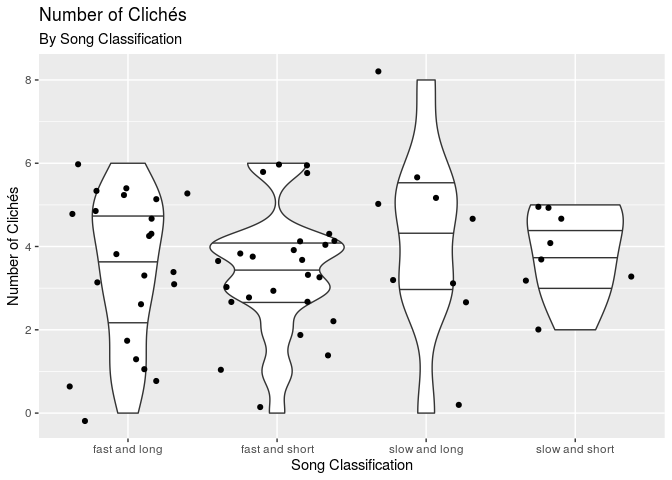 Number of Clichés
By Song Classification
Number of Clichés
8
6
4
2
0
fast and long
fast and short
slow and long
slow and short
Song Classification